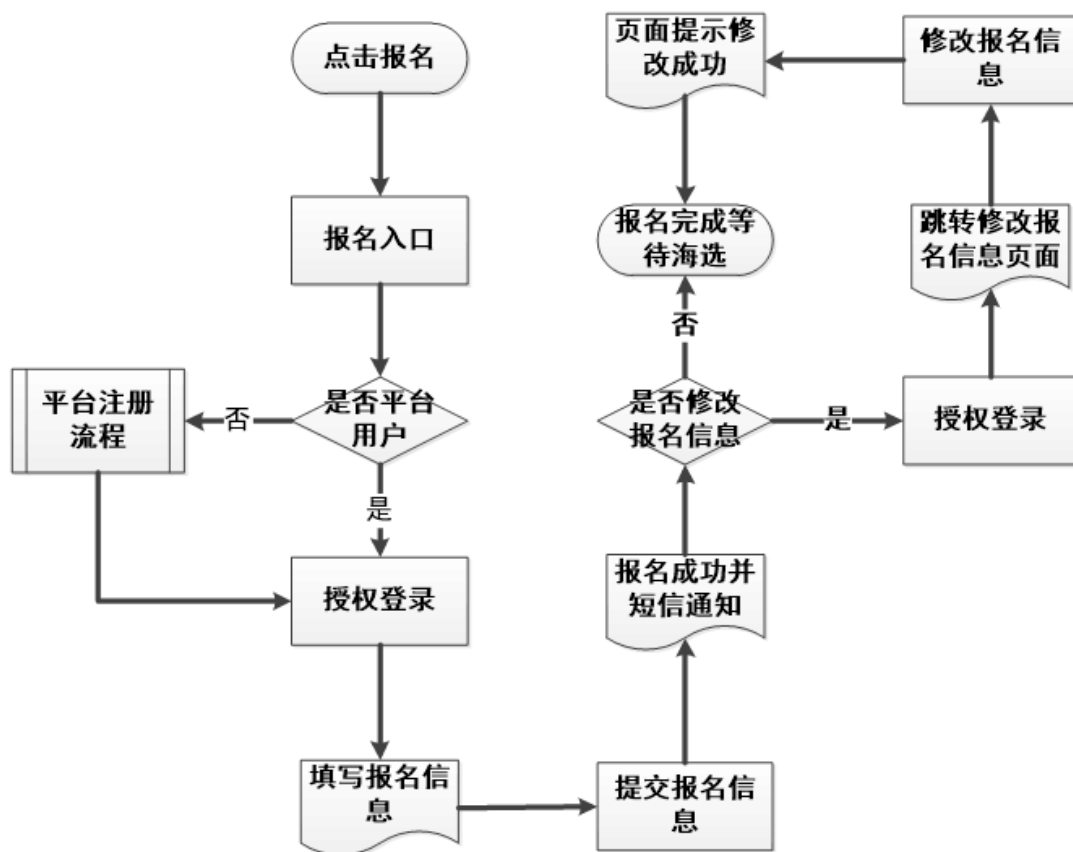 点击报名
报名入口
是否平台
用户
否
平台注册
流程
是
授权登录
填写报名信
息
提交报名信
息
报名成功并
短信通知
是否修改
报名信息
否
是
授权登录
跳转修改报
名信息页面
修改报名信
息
页面提示修
改成功
报名完成等
待海选